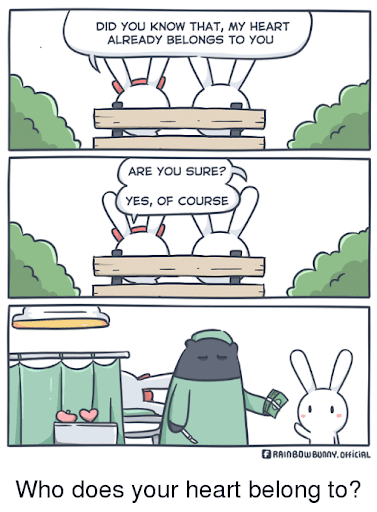 DID YOU KNOW THAT, MY HEART
ALREADY BELONGS TO YOU
ARE YOU SURE?
YES, OF COURSE
f RAINBOWBUNNY.OFFICIAL
Who does your heart belong to?